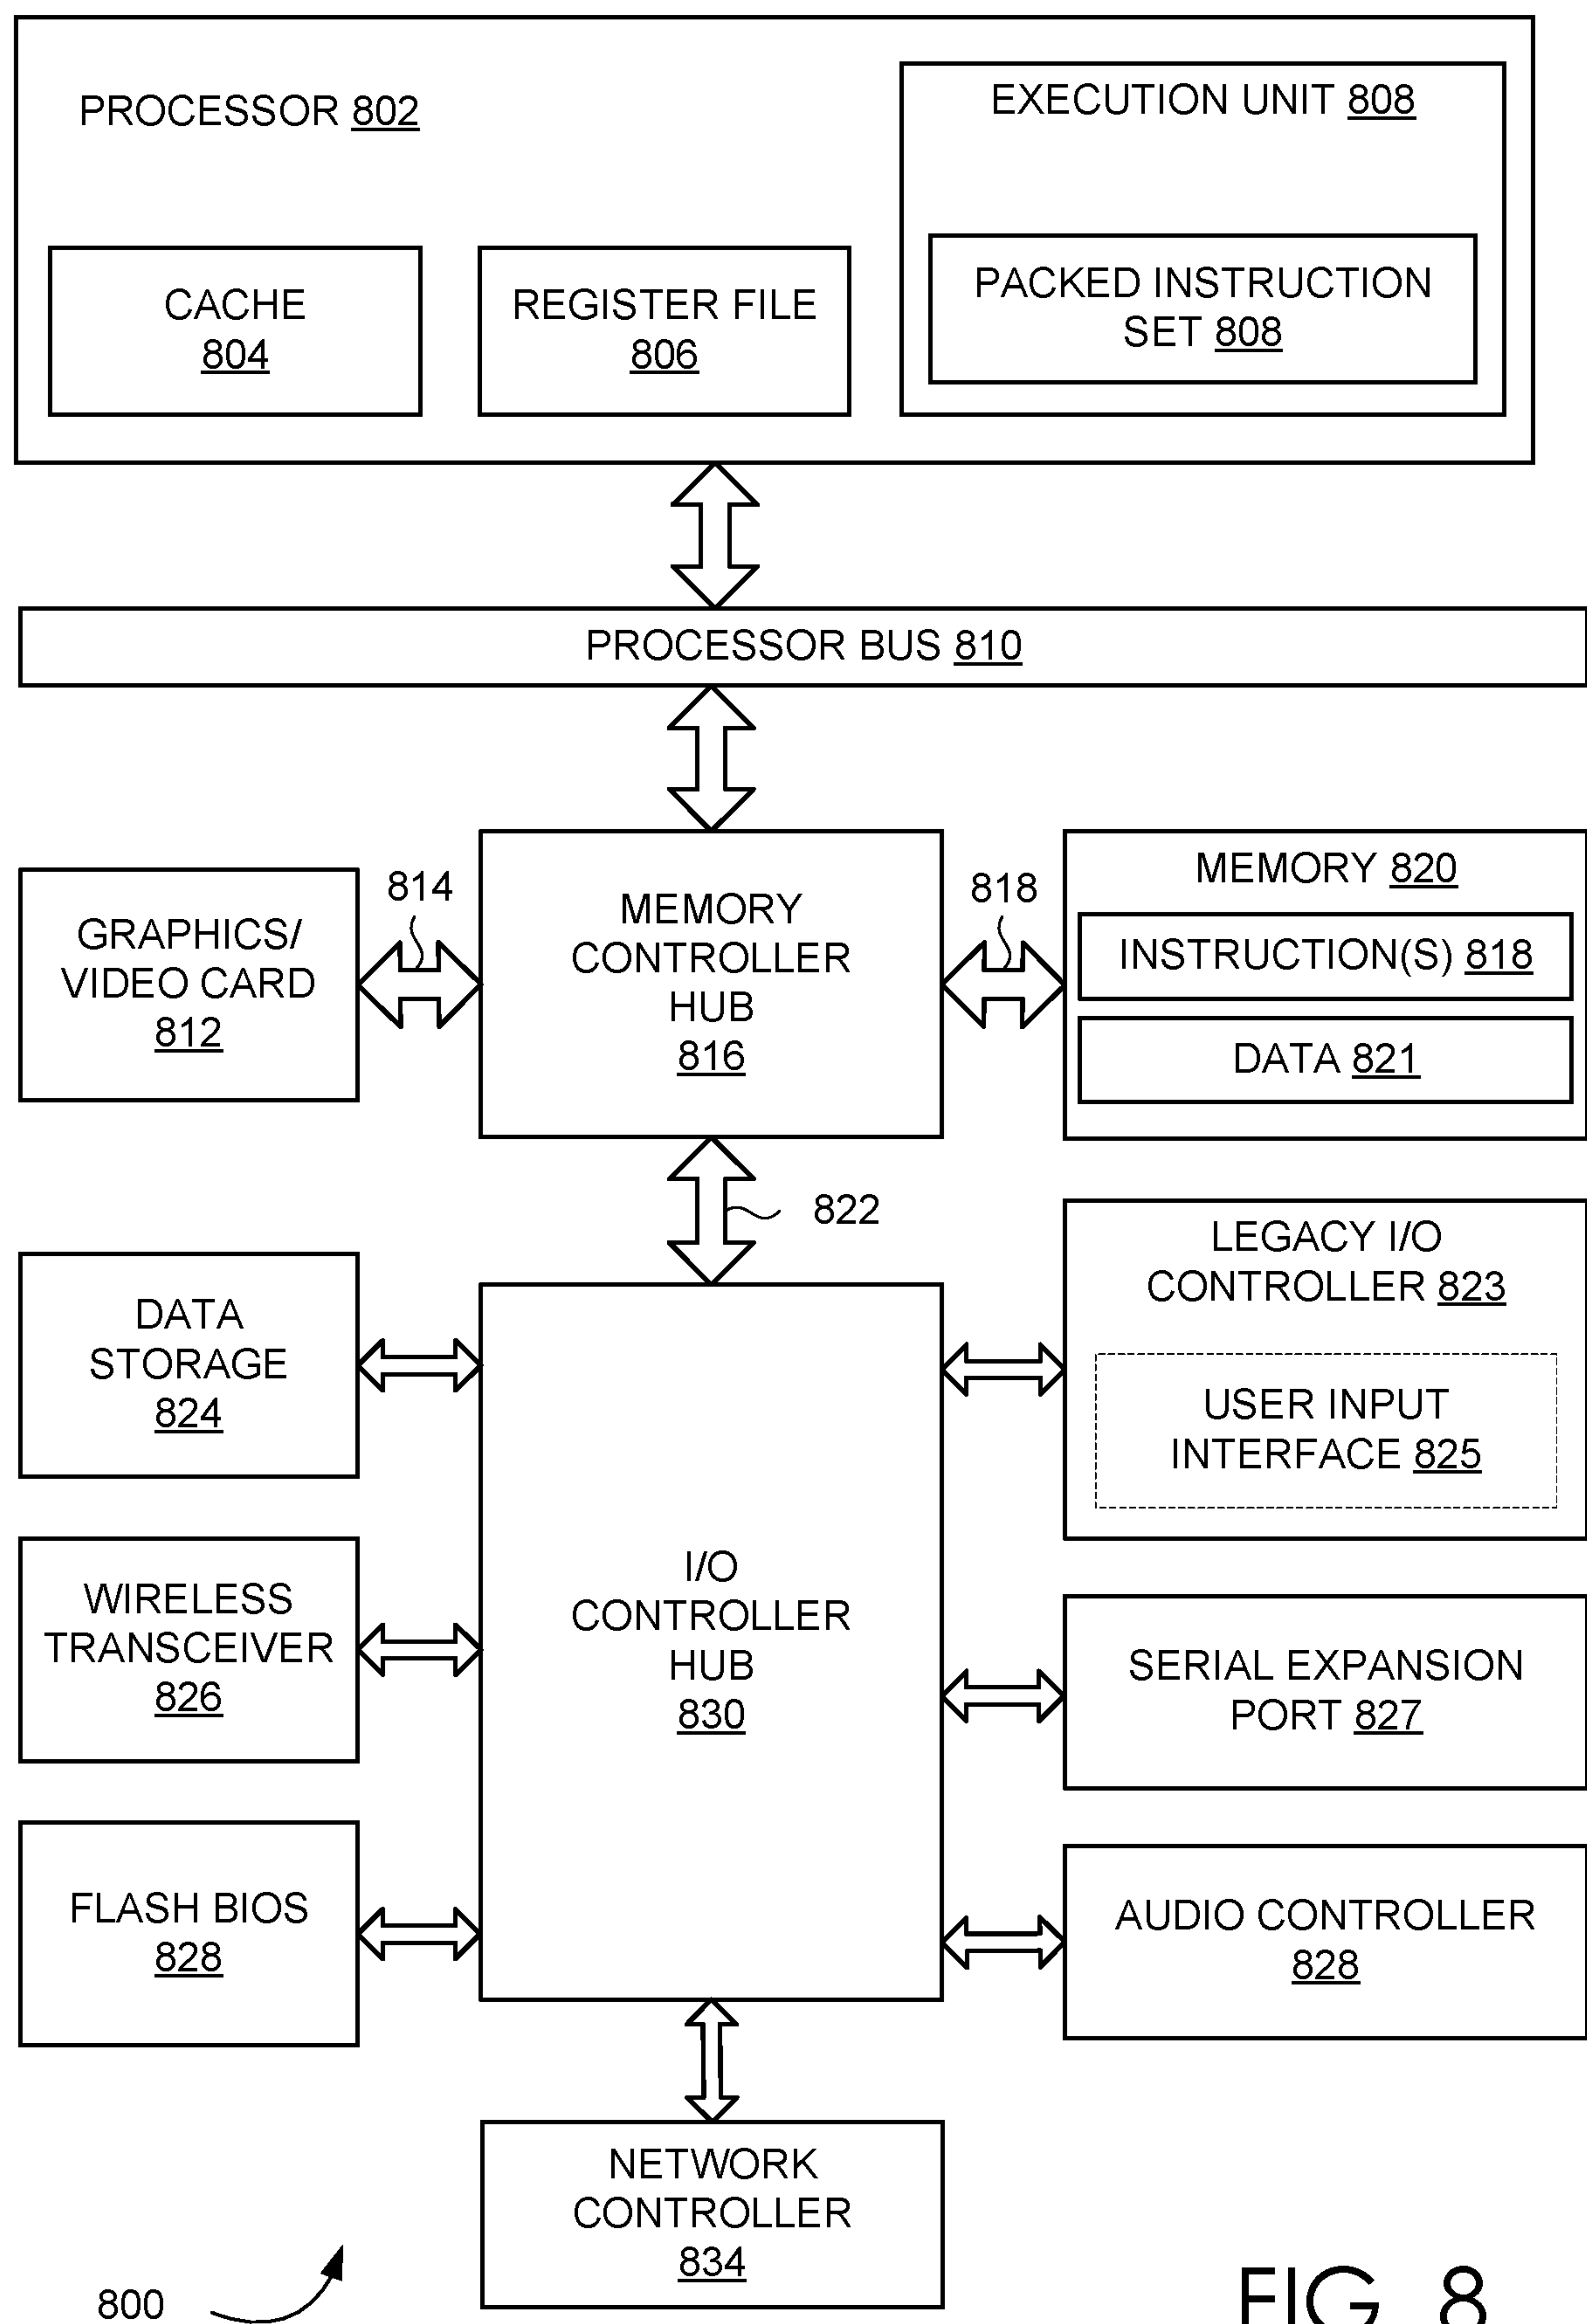 PROCESSOR 802
EXECUTION UNIT 808
CACHE
804
REGISTER FILE
806
PACKED INSTRUCTION
SET 808
PROCESSOR BUS 810
GRAPHICS/
VIDEO CARD
812
814
MEMORY
CONTROLLER
HUB
816
818
MEMORY 820
INSTRUCTION(S) 818
DATA 821
822
DATA
STORAGE
824
LEGACY I/O
CONTROLLER 823
USER INPUT
INTERFACE 825
WIRELESS
TRANSCEIVER
826
I/O
CONTROLLER
HUB
830
SERIAL EXPANSION
PORT 827
FLASH BIOS
828
AUDIO CONTROLLER
828
NETWORK
CONTROLLER
834
800
FIG. 8